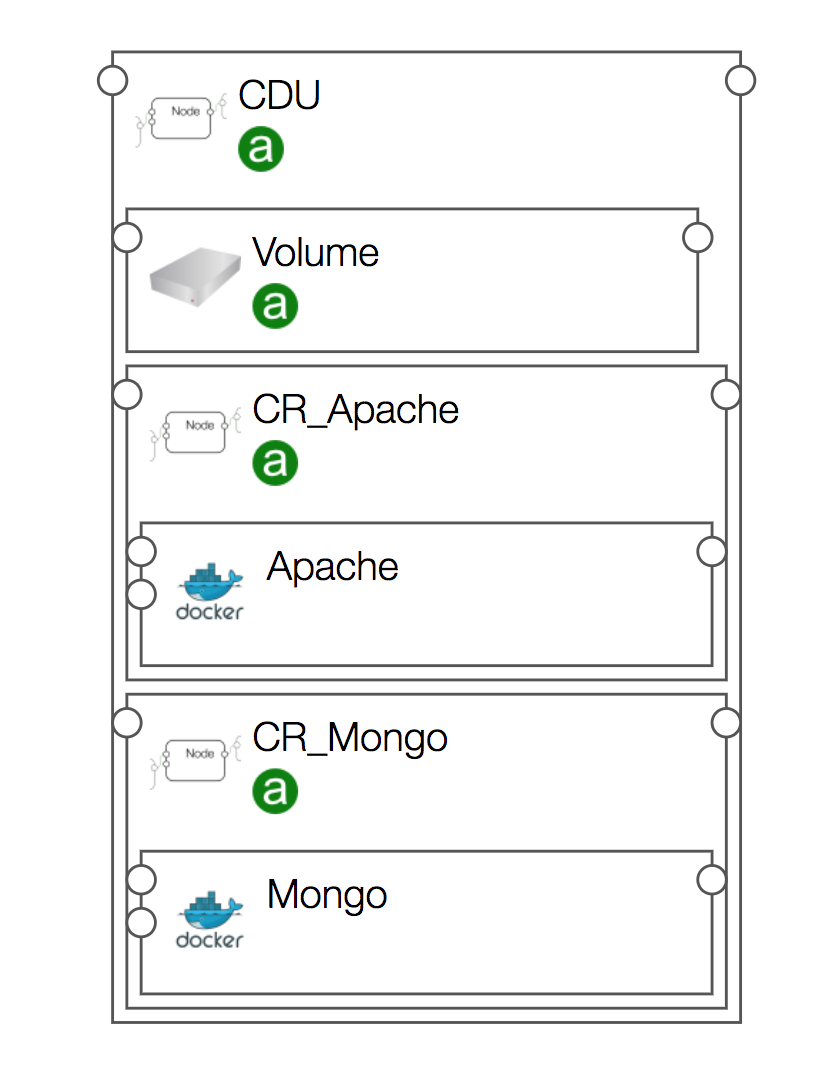 CDU
Node
a
Volume
a
CR_Apache
Node
a
Apache
docker
CR_Mongo
Node
a
Mongo
docker